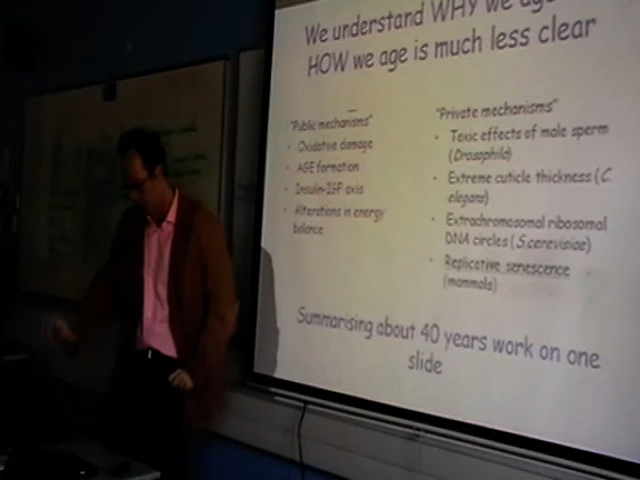 We understand WHY we age
HOW we age is much less clear
"Public mechanisms"
• Oxidative damage
• AGE formation
• Insulin-IGF axis
• Alterations in energy
balance
"Private mechanisms"
• Toxic effects of male sperm
(Drosophila)
• Extreme cuticle thickness (C.
elegans)
• Extrachromosomal ribosomal
DNA circles (S.cerevisiae)
• Replicative senescence
(mammals)
Summarising about 40 years work on one
slide